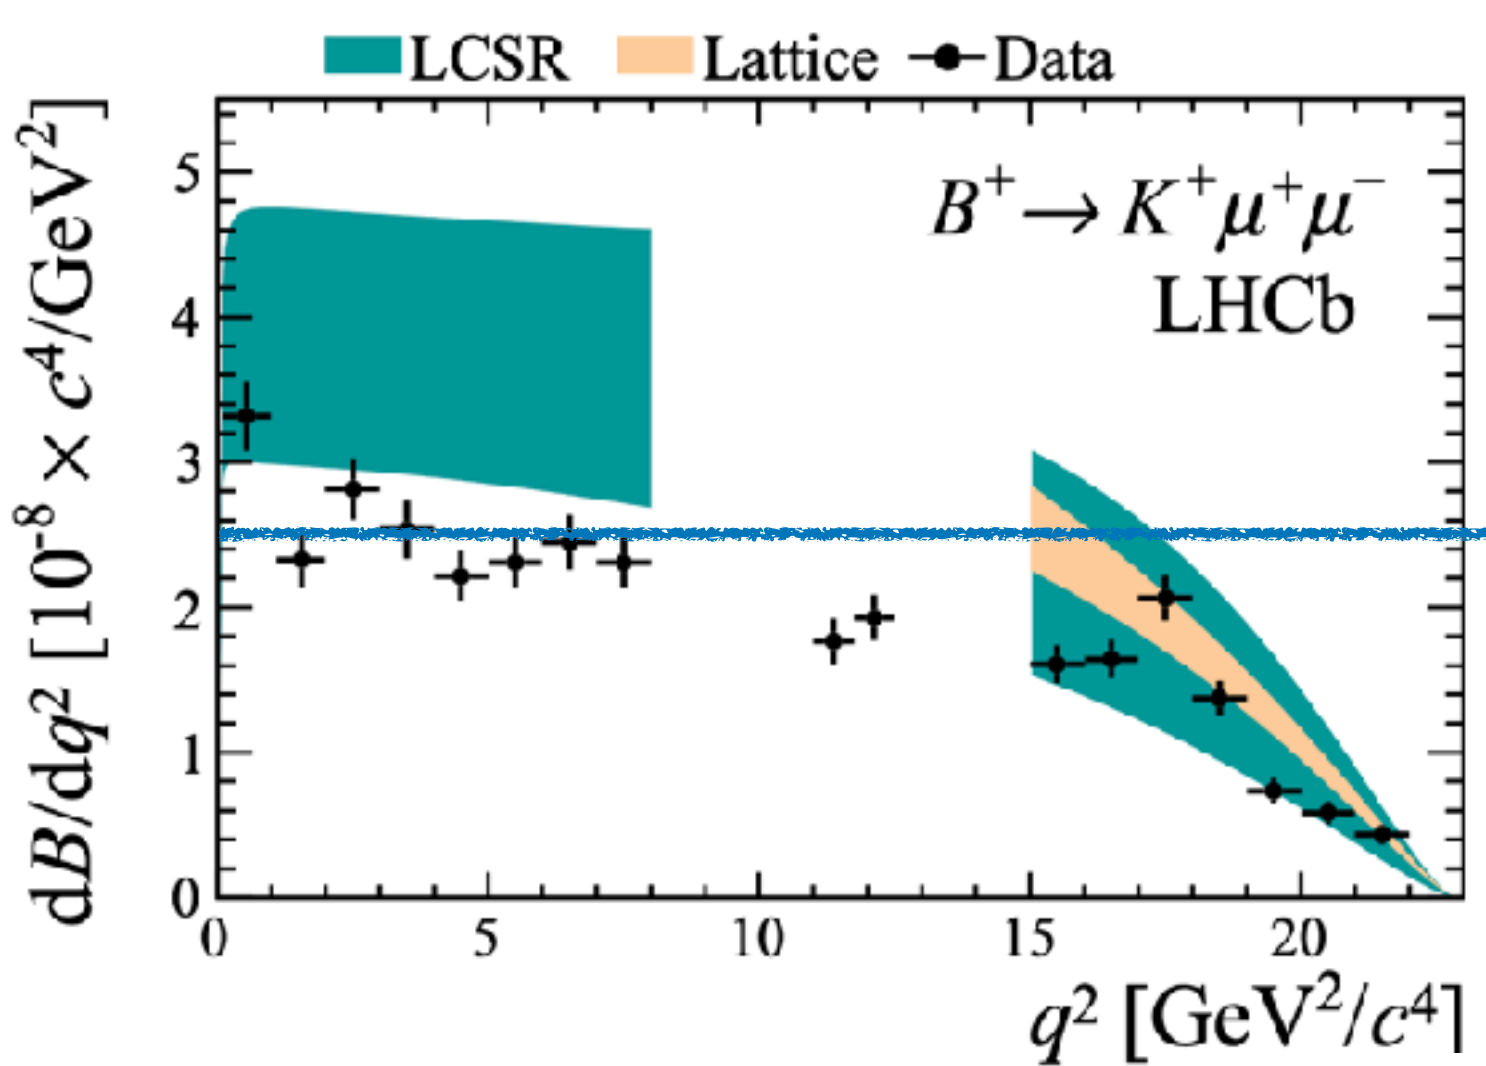 LCSR Lattice Data
B⁺ → K⁺μ⁺μ⁻
LHCb
dB/dq² [10⁻⁸ × c⁴/GeV²]
5
4
3
2
1
0
0 5 10 15 20
q² [GeV²/c⁴]